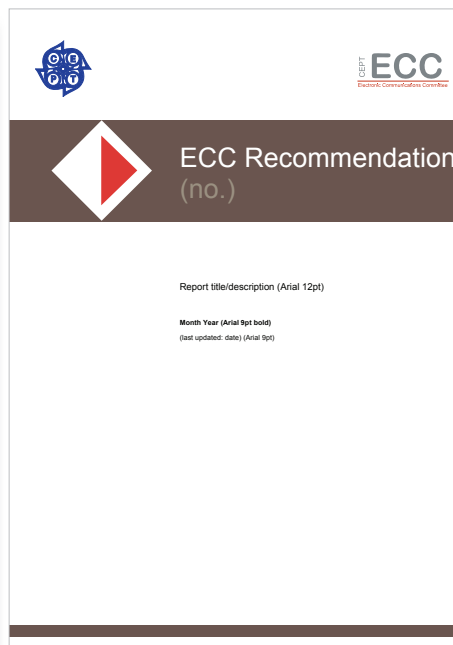 C E
P T
CEPT
ECC
Electronic Communications Committee
ECC Recommendation
(no.)
Report title/description (Arial 12pt)
Month Year (Arial 9pt bold)
(last updated: date) (Arial 9pt)